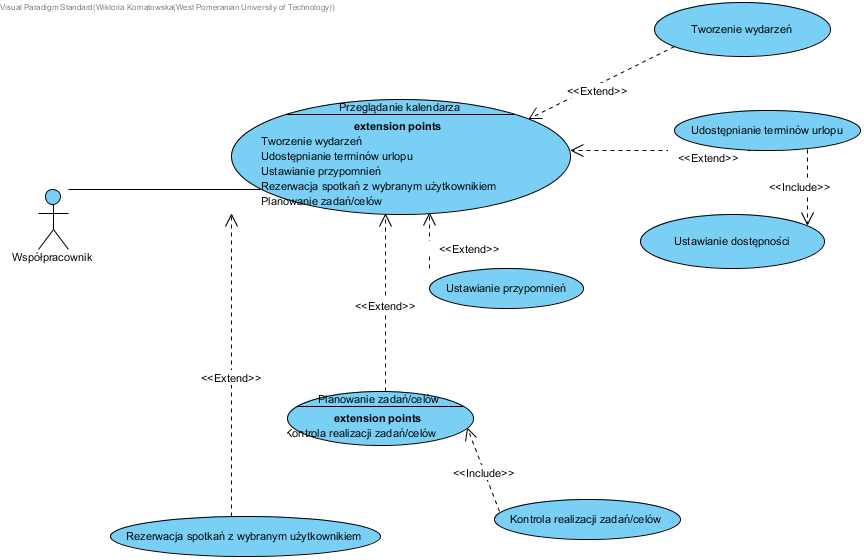 Visual Paradigm Standard(Wiktoria Kornatowska(West Pomeranian University of Technology))
Tworzenie wydarzeń
<<Extend>>
Przeglądanie kalendarza
extension points
Tworzenie wydarzeń
Udostępnianie terminów urlopu
Ustawianie przypomnień
Rezerwacja spotkań z wybranym użytkownikiem
Planowanie zadań/celów
Udostępnianie terminów urlopu
<<Extend>>
<<Include>>
Ustawianie dostępności
Współpracownik
<<Extend>>
Ustawianie przypomnień
<<Extend>>
<<Extend>>
Planowanie zadań/celów
extension points
Kontrola realizacji zadań/celów
<<Include>>
Kontrola realizacji zadań/celów
Rezerwacja spotkań z wybranym użytkownikiem